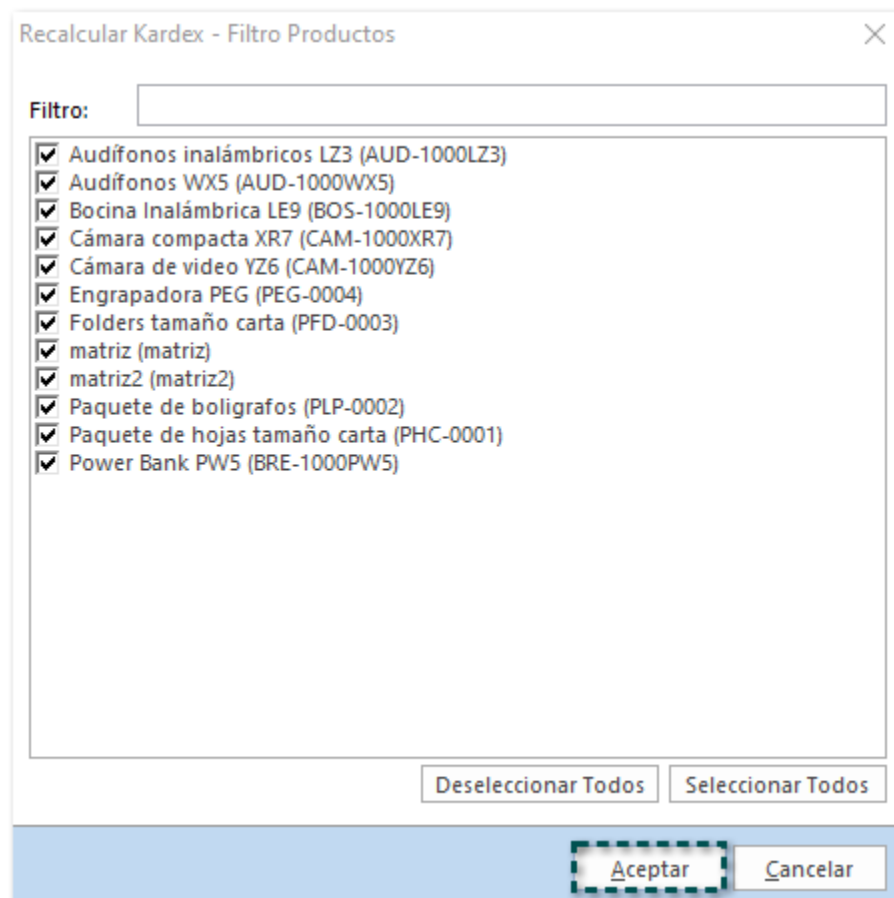 Recalcular Kardex - Filtro Productos
Filtro:
Audífonos inalámbricos LZ3 (AUD-1000LZ3)
Audífonos WX5 (AUD-1000WX5)
Bocina Inalámbrica LE9 (BOS-1000LE9)
Cámara compacta XR7 (CAM-1000XR7)
Cámara de video YZ6 (CAM-1000YZ6)
Engrapadora PEG (PEG-0004)
Folders tamaño carta (PFD-0003)
matriz (matriz)
matriz2 (matriz2)
Paquete de boligrafos (PLP-0002)
Paquete de hojas tamaño carta (PHC-0001)
Power Bank PW5 (BRE-1000PW5)
Deseleccionar Todos Seleccionar Todos
Aceptar Cancelar